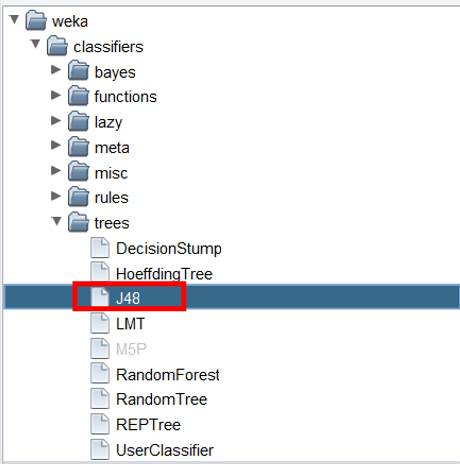 weka
classifiers
bayes
functions
lazy
meta
misc
rules
trees
DecisionStump
HoeffdingTree
J48
LMT
M5P
RandomForest
RandomTree
REPTree
UserClassifier